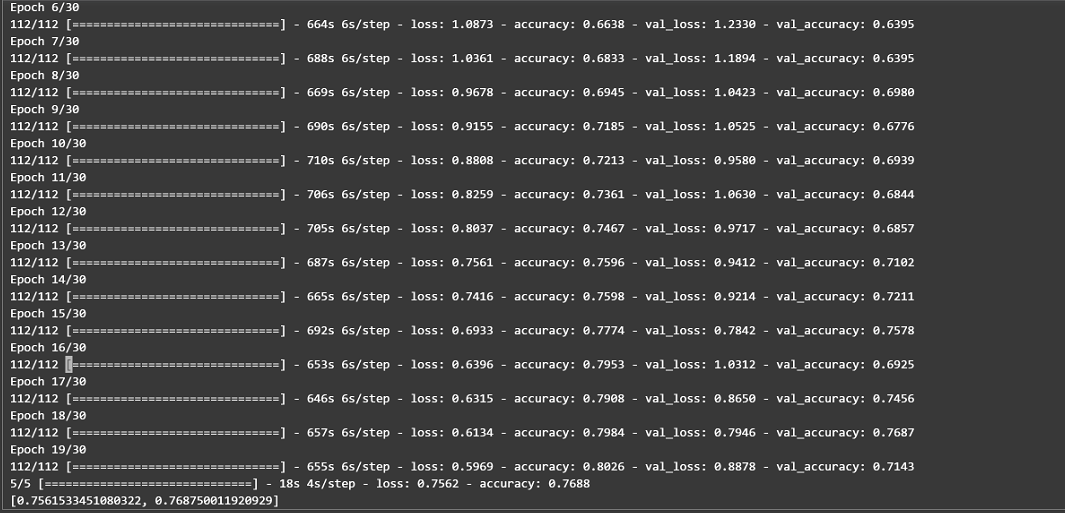 Epoch 6/30
112/112 [==============================] - 664s 6s/step - loss: 1.0873 - accuracy: 0.6638 - val_loss: 1.2330 - val_accuracy: 0.6395
Epoch 7/30
112/112 [==============================] - 688s 6s/step - loss: 1.0361 - accuracy: 0.6833 - val_loss: 1.1894 - val_accuracy: 0.6395
Epoch 8/30
112/112 [==============================] - 669s 6s/step - loss: 0.9678 - accuracy: 0.6945 - val_loss: 1.0423 - val_accuracy: 0.6980
Epoch 9/30
112/112 [==============================] - 690s 6s/step - loss: 0.9155 - accuracy: 0.7185 - val_loss: 1.0525 - val_accuracy: 0.6776
Epoch 10/30
112/112 [==============================] - 710s 6s/step - loss: 0.8808 - accuracy: 0.7213 - val_loss: 0.9580 - val_accuracy: 0.6939
Epoch 11/30
112/112 [==============================] - 706s 6s/step - loss: 0.8259 - accuracy: 0.7361 - val_loss: 1.0630 - val_accuracy: 0.6844
Epoch 12/30
112/112 [==============================] - 705s 6s/step - loss: 0.8037 - accuracy: 0.7467 - val_loss: 0.9717 - val_accuracy: 0.6857
Epoch 13/30
112/112 [==============================] - 687s 6s/step - loss: 0.7561 - accuracy: 0.7596 - val_loss: 0.9412 - val_accuracy: 0.7102
Epoch 14/30
112/112 [==============================] - 665s 6s/step - loss: 0.7416 - accuracy: 0.7598 - val_loss: 0.9214 - val_accuracy: 0.7211
Epoch 15/30
112/112 [==============================] - 692s 6s/step - loss: 0.6933 - accuracy: 0.7774 - val_loss: 0.7842 - val_accuracy: 0.7578
Epoch 16/30
112/112 [==============================] - 653s 6s/step - loss: 0.6396 - accuracy: 0.7953 - val_loss: 1.0312 - val_accuracy: 0.6925
Epoch 17/30
112/112 [==============================] - 646s 6s/step - loss: 0.6315 - accuracy: 0.7908 - val_loss: 0.8650 - val_accuracy: 0.7456
Epoch 18/30
112/112 [==============================] - 657s 6s/step - loss: 0.6134 - accuracy: 0.7984 - val_loss: 0.7946 - val_accuracy: 0.7687
Epoch 19/30
112/112 [==============================] - 655s 6s/step - loss: 0.5969 - accuracy: 0.8026 - val_loss: 0.8878 - val_accuracy: 0.7143
5/5 [==============================] - 18s 4s/step - loss: 0.7562 - accuracy: 0.7688
[0.7561533451080322, 0.768750011920929]